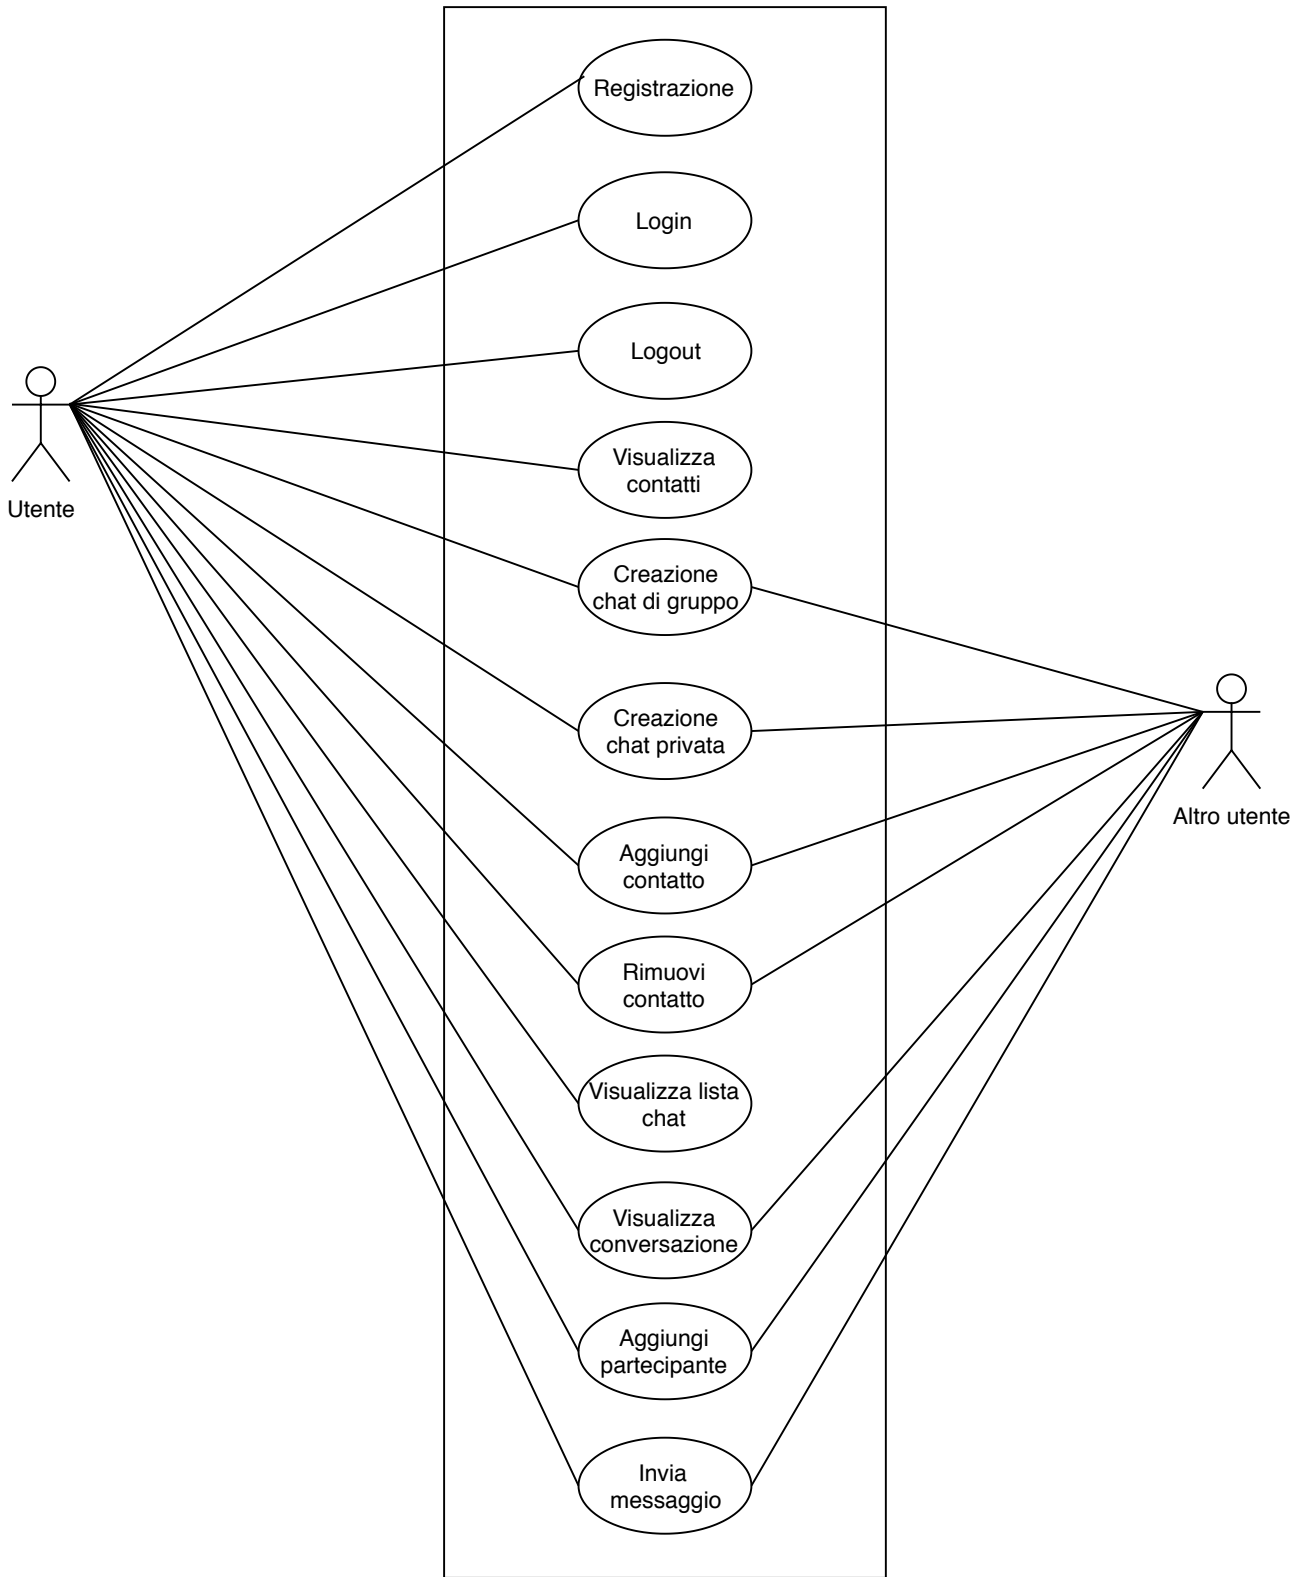 Registrazione
Login
Logout
Utente
Visualizza
contatti
Creazione
chat di gruppo
Creazione
chat privata
Altro utente
Aggiungi
contatto
Rimuovi
contatto
Visualizza lista
chat
Visualizza
conversazione
Aggiungi
partecipante
Invia
messaggio